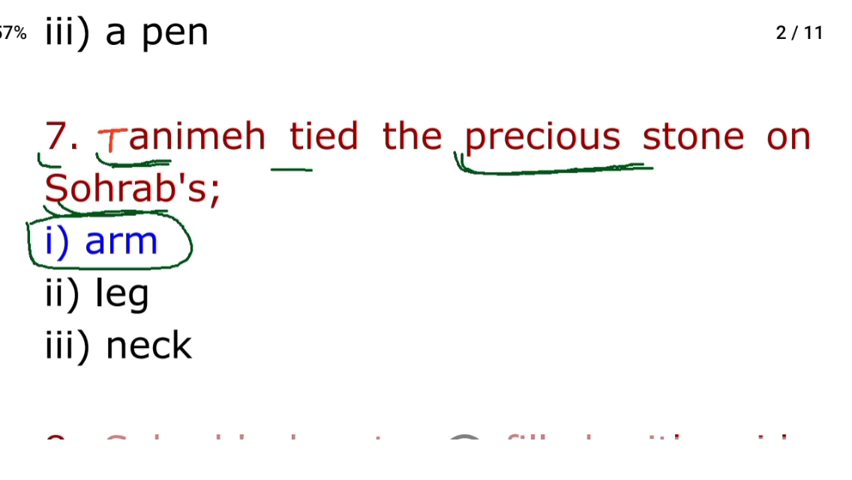 57% iii) a pen 2 / 11
7. Tanimeh tied the precious stone on
Sohrab's;
i) arm
ii) leg
iii) neck